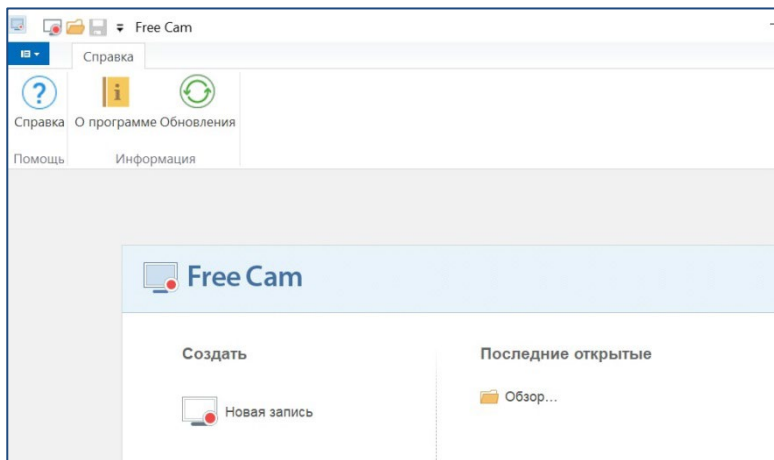 Free Cam
Справка
Справка О программе Обновления
Помощь Информация
Free Cam
Создать Последние открытые
Новая запись Обзор...